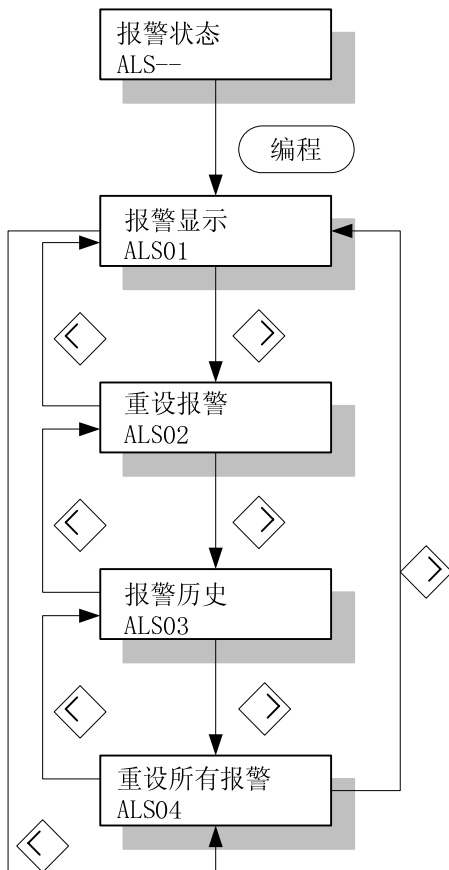 报警状态
ALS--
编程
报警显示
ALS01
重设报警
ALS02
报警历史
ALS03
重设所有报警
ALS04